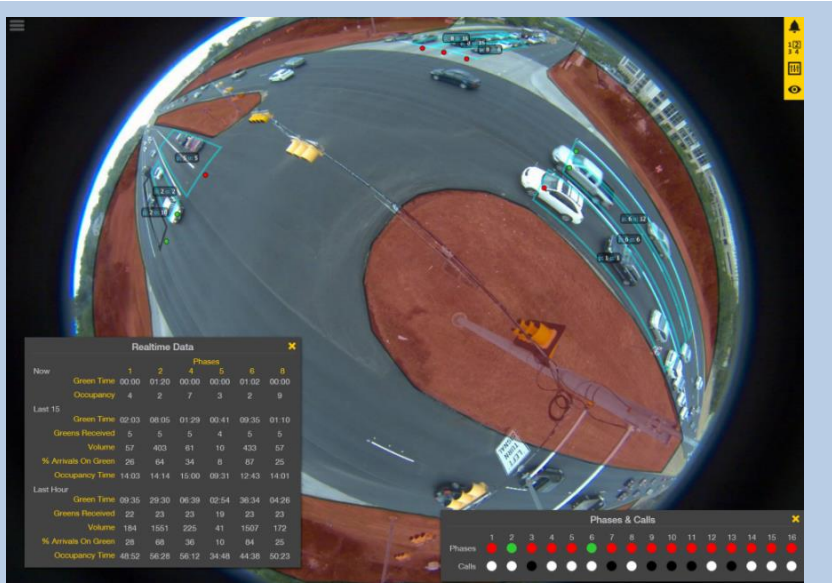 1 2
3 4
Realtime Data ×
Phases
Now 1 2 4 5 6 8
Green Time 00:00 01:20 00:00 00:00 01:02 00:00
Occupancy 4 2 7 3 2 9
Last 15
Green Time 02:03 08:05 01:29 00:41 09:35 01:10
Greens Received 5 5 5 4 5 5
Volume 57 403 61 10 433 57
% Arrivals On Green 26 64 34 8 67 25
Occupancy Time 14:03 14:14 15:00 09:31 12:43 14:01
Last Hour
Green Time 09:35 29:30 06:39 02:54 36:34 04:26
Greens Received 22 23 23 19 23 23
Volume 184 1551 225 41 1507 172
% Arrivals On Green 28 68 36 10 84 25
Occupancy Time 48:52 56:28 56:12 34:48 44:38 50:23
LEFT
TURN
Phases & Calls ×
1 2 3 4 5 6 7 8 9 10 11 12 13 14 15 16
Phases
Calls